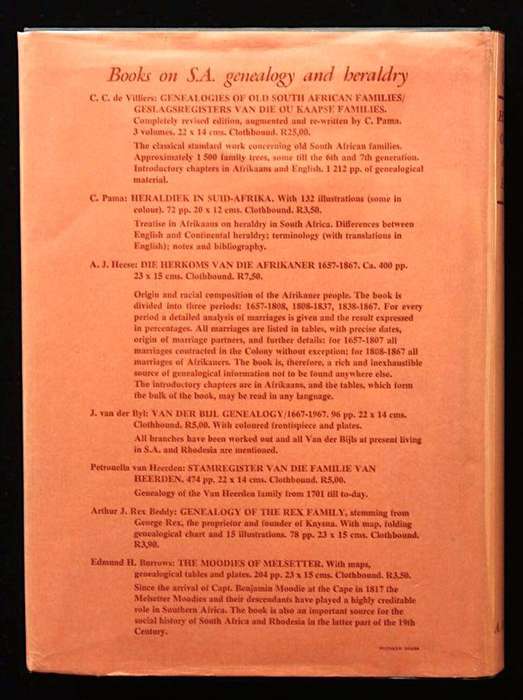 Books on S.A. genealogy and heraldry
C. C. de Villiers: GENEALOGIES OF OLD SOUTH AFRICAN FAMILIES/
GESLAGSREGISTERS VAN DIE OU KAAPSE FAMILIES.
Completely revised edition, augmented and re-written by C. Pama.
3 volumes. 22 x 14 cms. Clothbound. R25,00.
The classical standard work concerning old South African families.
Approximately 1 500 family trees, some till the 6th and 7th generation.
Introductory chapters in Afrikaans and English. 1 212 pp. of genealogical
material.
C. Pama: HERALDIEK IN SUID-AFRIKA. With 132 illustrations (some in
colour). 72 pp. 20 x 12 cms. Clothbound. R3,50.
Treatise in Afrikaans on heraldry in South Africa. Differences between
English and Continental heraldry; terminology (with translations in
English); notes and bibliography.
A. J. Heese: DIE HERKOMS VAN DIE AFRIKANER 1657-1867. Ca. 400 pp.
23 x 15 cms. Clothbound. R7,50.
Origin and racial composition of the Afrikaner people. The book is
divided into three periods: 1657-1808, 1808-1837, 1838-1867. For every
period a detailed analysis of marriages is given and the result expressed
in percentages. All marriages are listed in tables, with precise dates,
origin of marriage partners, and further details: for 1657-1807 all
marriages contracted in the Colony without exception; for 1808-1867 all
marriages of Afrikaners. The book is, therefore, a rich and inexhaustible
source of genealogical information not to be found anywhere else.
The introductory chapters are in Afrikaans, and the tables, which form
the bulk of the book, may be read in any language.
J. van der Byl: VAN DER BIJL GENEALOGY/1667-1967. 96 pp. 22 x 14 cms.
Clothbound. R5,00. With coloured frontispiece and plates.
All branches have been worked out and all Van der Bijls at present living
in S.A. and Rhodesia are mentioned.
Petronella van Heerden: STAMREGISTER VAN DIE FAMILIE VAN
HEERDEN. 474 pp. 22 x 14 cms. Clothbound. R5,00.
Genealogy of the Van Heerden family from 1701 till to-day.
Arthur J. Rex Beddy: GENEALOGY OF THE REX FAMILY, stemming from
George Rex, the proprietor and founder of Knysna. With map, folding
genealogical chart and 15 illustrations. 78 pp. 23 x 15 cms. Clothbound.
R3,90.
Edmund H. Burrows: THE MOODIES OF MELSETTER. With maps,
genealogical tables and plates. 204 pp. 23 x 15 cms. Clothbound. R3,50.
Since the arrival of Capt. Benjamin Moodie at the Cape in 1817 the
Melsetter Moodies and their descendants have played a highly creditable
role in Southern Africa. The book is also an important source for the
social history of South Africa and Rhodesia in the latter part of the 19th
Century.